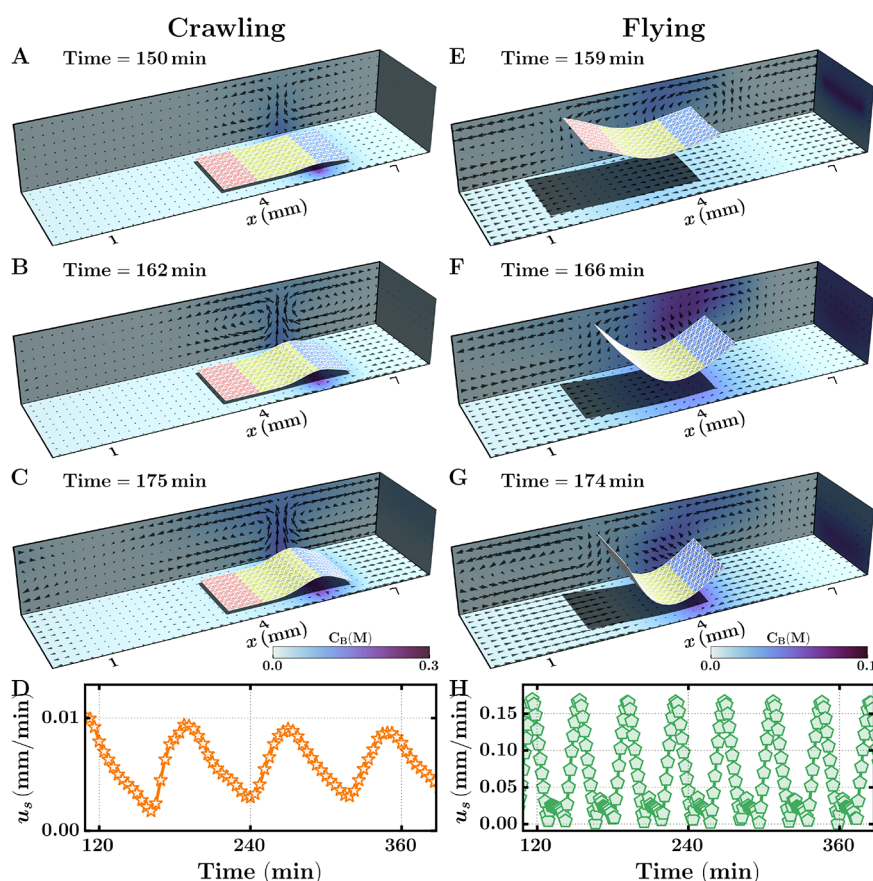 Crawling
A
Time = 150 min
1
4
7
x (mm)
B
Time = 162 min
1
4
7
x (mm)
C
Time = 175 min
1
4
7
x (mm)
C_B(M)
0.0
0.3
D
u_s (mm/min)
0.01
0.00
120
240
360
Time (min)
Flying
E
Time = 159 min
1
4
7
x (mm)
F
Time = 166 min
1
4
7
x (mm)
G
Time = 174 min
1
4
7
x (mm)
C_B(M)
0.0
0.1
H
u_s (mm/min)
0.15
0.10
0.05
0.00
120
240
360
Time (min)